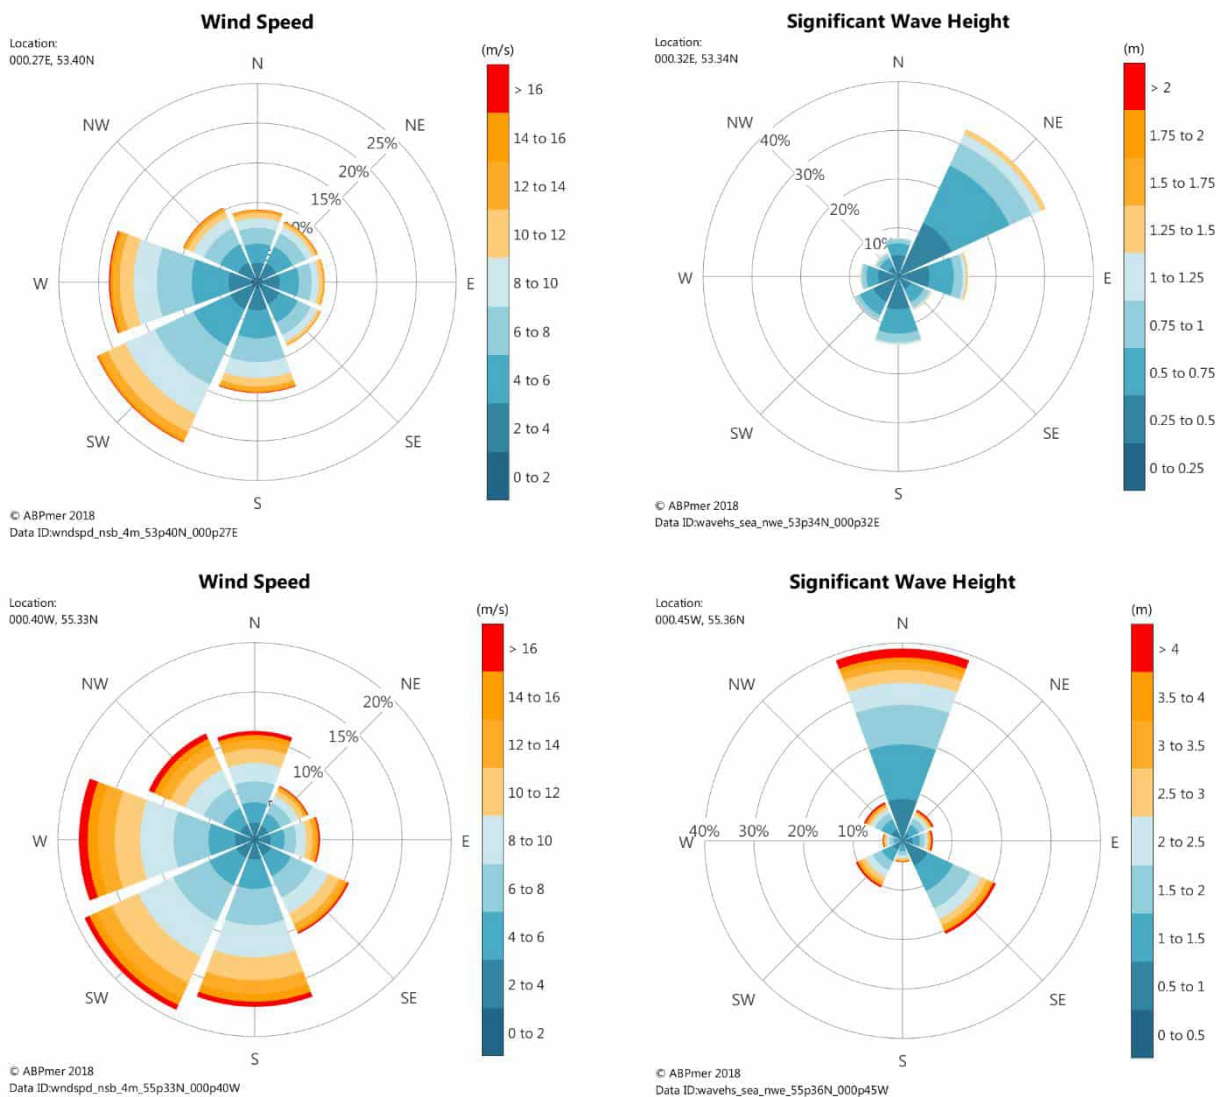 Wind Speed
Location:
000.27E, 53.40N
(m/s)
N
NW
NE
25%
20%
15%
W
E
SW
SE
S
> 16
14 to 16
12 to 14
10 to 12
8 to 10
6 to 8
4 to 6
2 to 4
0 to 2
© ABPmer 2018
Data ID:wndspd_nsb_4m_53p40N_000p27E
Significant Wave Height
Location:
000.32E, 53.34N
(m)
N
NW
NE
40%
30%
20%
10%
W
E
SW
SE
S
> 2
1.75 to 2
1.5 to 1.75
1.25 to 1.5
1 to 1.25
0.75 to 1
0.5 to 0.75
0.25 to 0.5
0 to 0.25
© ABPmer 2018
Data ID:wavehs_sea_nwe_53p34N_000p32E
Wind Speed
Location:
000.40W, 55.33N
(m/s)
N
NW
NE
20%
15%
10%
W
E
SW
SE
S
> 16
14 to 16
12 to 14
10 to 12
8 to 10
6 to 8
4 to 6
2 to 4
0 to 2
© ABPmer 2018
Data ID:wndspd_nsb_4m_55p33N_000p40W
Significant Wave Height
Location:
000.45W, 55.36N
(m)
N
NW
NE
W
40%
30%
20%
10%
E
SW
SE
S
> 4
3.5 to 4
3 to 3.5
2.5 to 3
2 to 2.5
1.5 to 2
1 to 1.5
0.5 to 1
0 to 0.5
© ABPmer 2018
Data ID:wavehs_sea_nwe_55p36N_000p45W